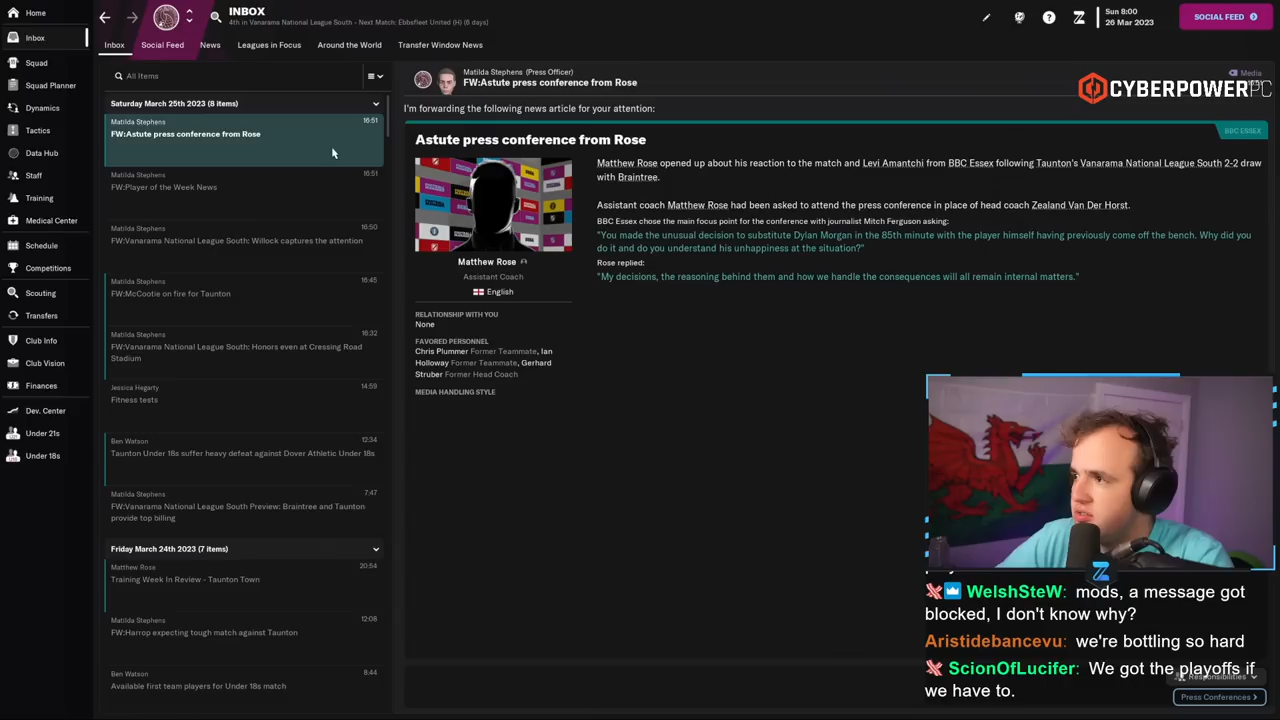 Home
Inbox
Squad
Squad Planner
Dynamics
Tactics
Data Hub
Staff
Training
Medical Center
Schedule
Competitions
Scouting
Transfers
Club Info
Club Vision
Finances
Dev. Center
Under 21s
Under 18s
INBOX
4th in Vanarama National League South - Next Match: Ebbsfleet United (H) (6 days)
Sun 8:00
26 Mar 2023
SOCIAL FEED
Inbox
Social Feed
News
Leagues in Focus
Around the World
Transfer Window News
All Items
Saturday March 25th 2023 (8 items)
Matilda Stephens 16:51
FW:Astute press conference from Rose
Matilda Stephens 16:51
FW:Player of the Week News
Matilda Stephens 16:50
FW:Vanarama National League South: Willock captures the attention
Matilda Stephens 16:45
FW:McCootie on fire for Taunton
Matilda Stephens 16:32
FW:Vanarama National League South: Honors even at Cressing Road
Stadium
Jessica Hegarty 14:59
Fitness tests
Ben Watson 12:34
Taunton Under 18s suffer heavy defeat against Dover Athletic Under 18s
Matilda Stephens 7:47
FW:Vanarama National League South Preview: Braintree and Taunton
provide top billing
Friday March 24th 2023 (7 items)
Matthew Rose 20:54
Training Week In Review - Taunton Town
Matilda Stephens 12:08
FW:Harrop expecting tough match against Taunton
Ben Watson 8:44
Available first team players for Under 18s match
Matilda Stephens (Press Officer)
FW:Astute press conference from Rose
Media
CYBERPOWERPC
I'm forwarding the following news article for your attention:
Astute press conference from Rose
BBC ESSEX
Matthew Rose
Assistant Coach
English
RELATIONSHIP WITH YOU
None
FAVORED PERSONNEL
Chris Plummer Former Teammate, Ian
Holloway Former Teammate, Gerhard
Struber Former Head Coach
MEDIA HANDLING STYLE
Matthew Rose opened up about his reaction to the match and Levi Amantchi from BBC Essex following Taunton's Vanarama National League South 2-2 draw
with Braintree.
Assistant coach Matthew Rose had been asked to attend the press conference in place of head coach Zealand Van Der Horst.
BBC Essex chose the main focus point for the conference with journalist Mitch Ferguson asking:
"You made the unusual decision to substitute Dylan Morgan in the 85th minute with the player himself having previously come off the bench. Why did you
do it and do you understand his unhappiness at the situation?"
Rose replied:
"My decisions, the reasoning behind them and how we handle the consequences will all remain internal matters."
WelshSteW: mods, a message got
blocked, I don't know why?
Aristidebancevu: we're bottling so hard
ScionOfLucifer: We got the playoffs if
we have to.
Responsibilities
Press Conferences